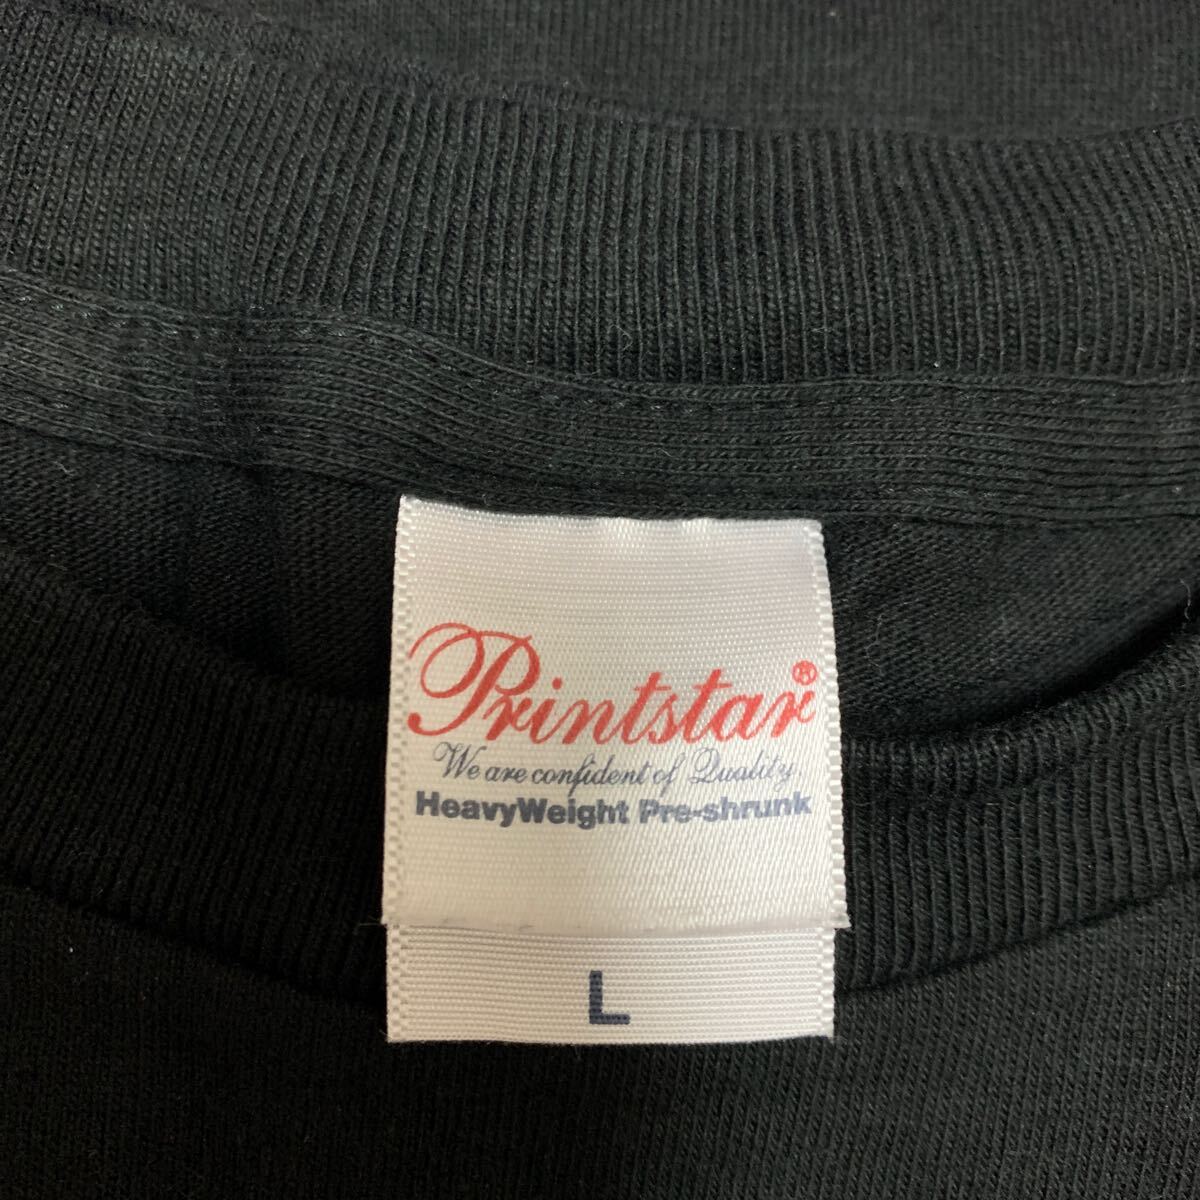 Printstar®
We are confident of Quality.
HeavyWeight Pre-shrunk
L